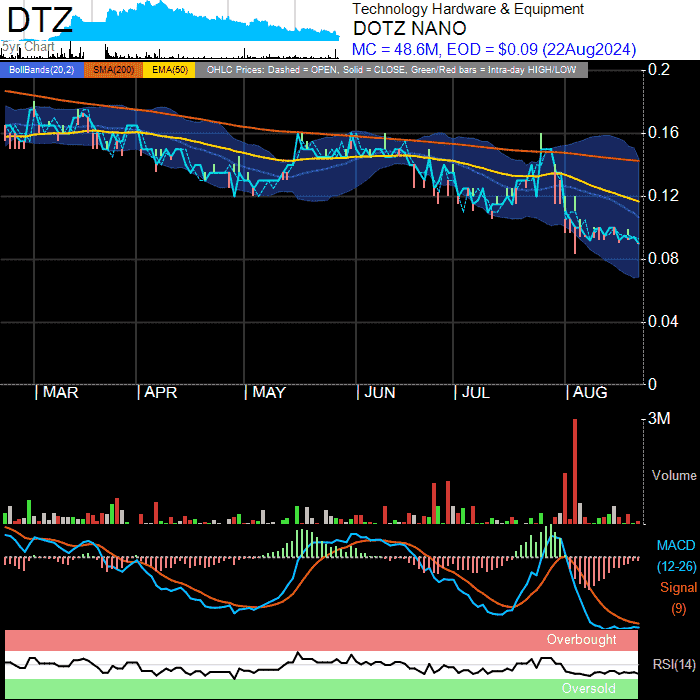 DTZ
Technology Hardware & Equipment
DOTZ NANO
MC = 48.6M, EOD = $0.09 (22Aug2024)
5yr Chart
BollBands(20,2) SMA(200) EMA(50) OHLC Prices: Dashed = OPEN, Solid = CLOSE, Green/Red bars = Intra-day HIGH/LOW
0.2
0.16
0.12
0.08
0.04
0
MAR APR MAY JUN JUL AUG
3M
Volume
MACD
(12-26)
Signal
(9)
Overbought
RSI(14)
Oversold